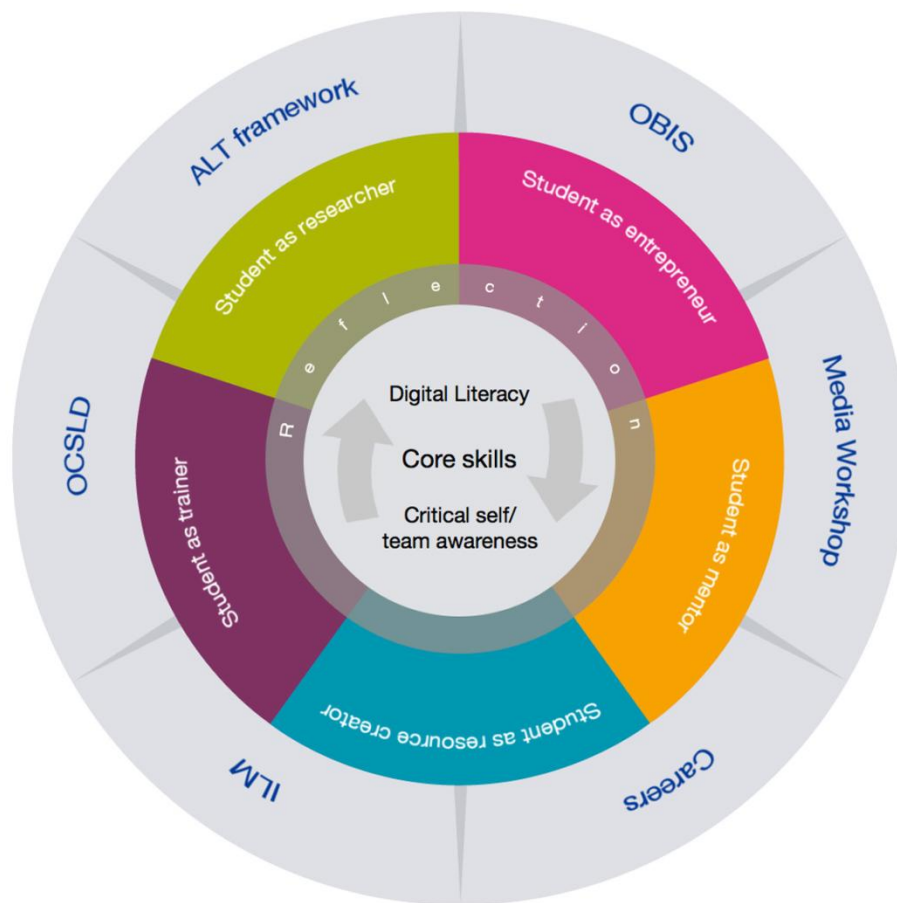 ALT framework
OBIS
Media Workshop
Careers
ILM
OCSLD
Student as researcher
Student as entrepreneur
Student as mentor
Student as resource creator
Student as trainer
Reflection
Digital Literacy
Core skills
Critical self/
team awareness